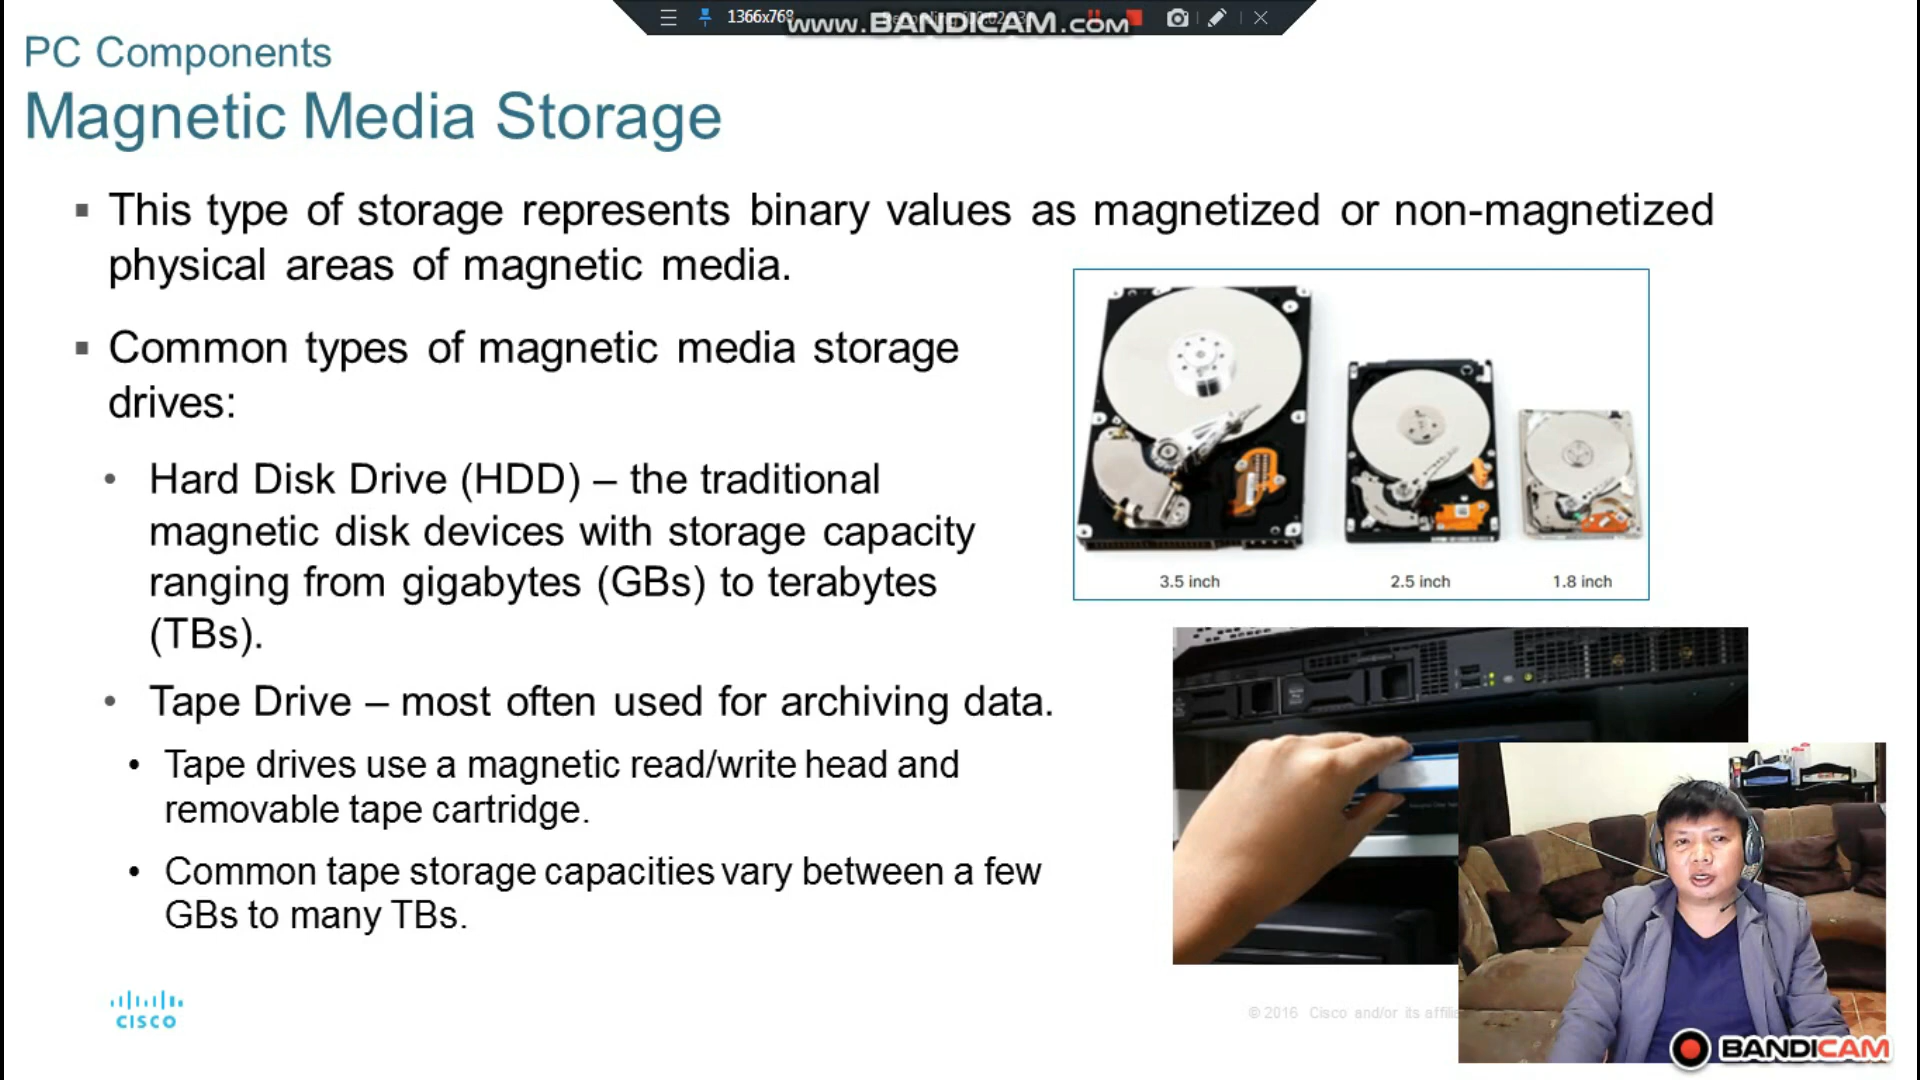 1366x768
www.BANDICAM.com
PC Components
Magnetic Media Storage
▪ This type of storage represents binary values as magnetized or non-magnetized
physical areas of magnetic media.
▪ Common types of magnetic media storage
drives:
• Hard Disk Drive (HDD) – the traditional
magnetic disk devices with storage capacity
ranging from gigabytes (GBs) to terabytes
(TBs).
• Tape Drive – most often used for archiving data.
• Tape drives use a magnetic read/write head and
removable tape cartridge.
• Common tape storage capacities vary between a few
GBs to many TBs.
3.5 inch
2.5 inch
1.8 inch
CISCO
© 2016 Cisco and/or its
BANDICAM